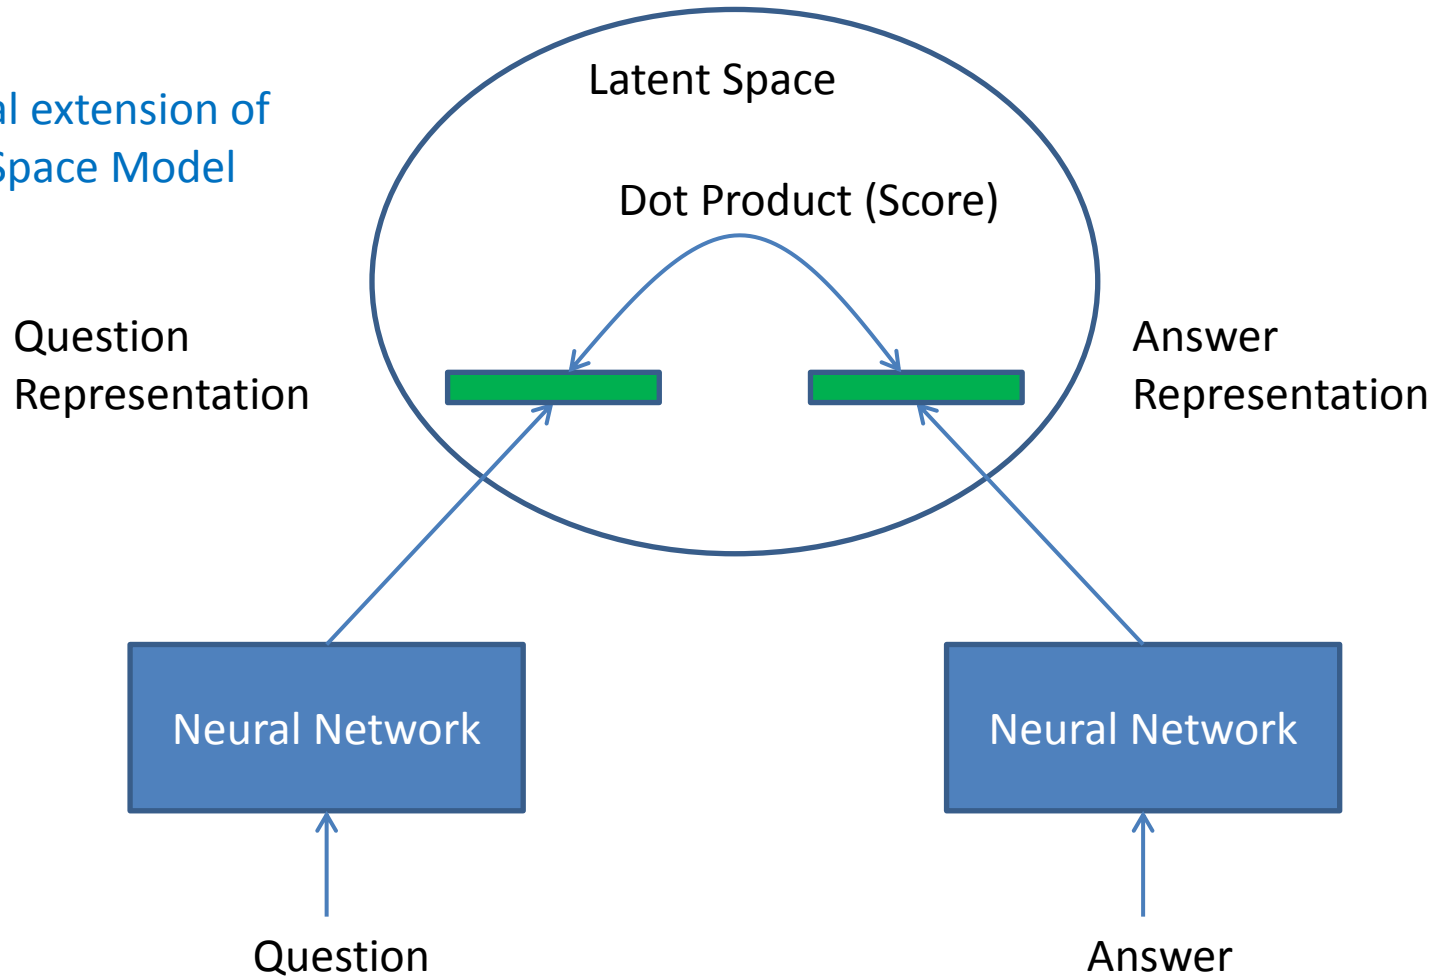 Latent Space
al extension of
Space Model
Dot Product (Score)
Question
Representation
Answer
Representation
Neural Network
Neural Network
Question
Answer